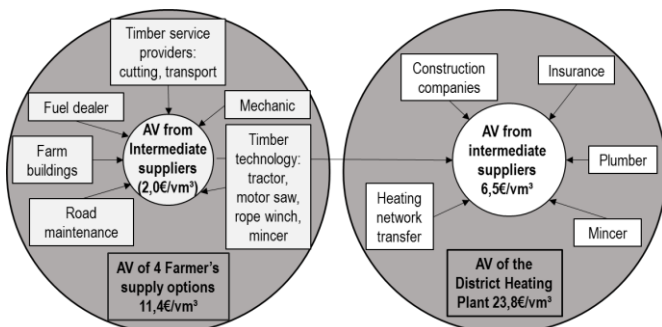 Timber service
providers:
cutting, transport
Fuel dealer
Mechanic
Farm
buildings
AV from
Intermediate
suppliers
(2,0€/vm³)
Timber
technology:
tractor,
motor saw,
rope winch,
mincer
Road
maintenance
AV of 4 Farmer's
supply options
11,4€/vm³
Construction
companies
Insurance
AV from
intermediate
suppliers
6,5€/vm³
Plumber
Heating
network
transfer
Mincer
AV of the
District Heating
Plant 23,8€/vm³